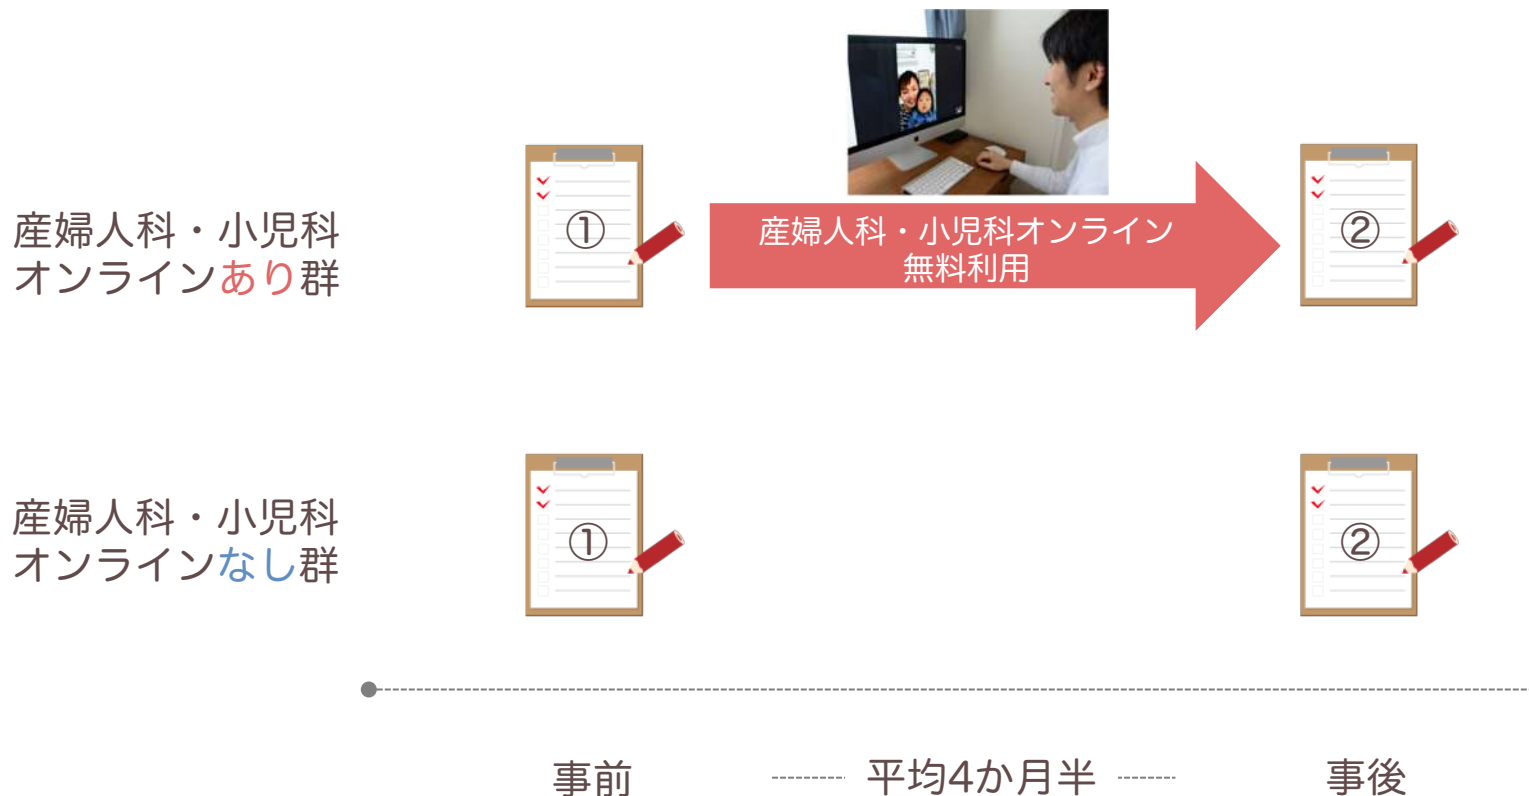 産婦人科・小児科
オンラインあり群
①
産婦人科・小児科オンライン
無料利用
②
産婦人科・小児科
オンラインなし群
①
②
事前
平均4か月半
事後